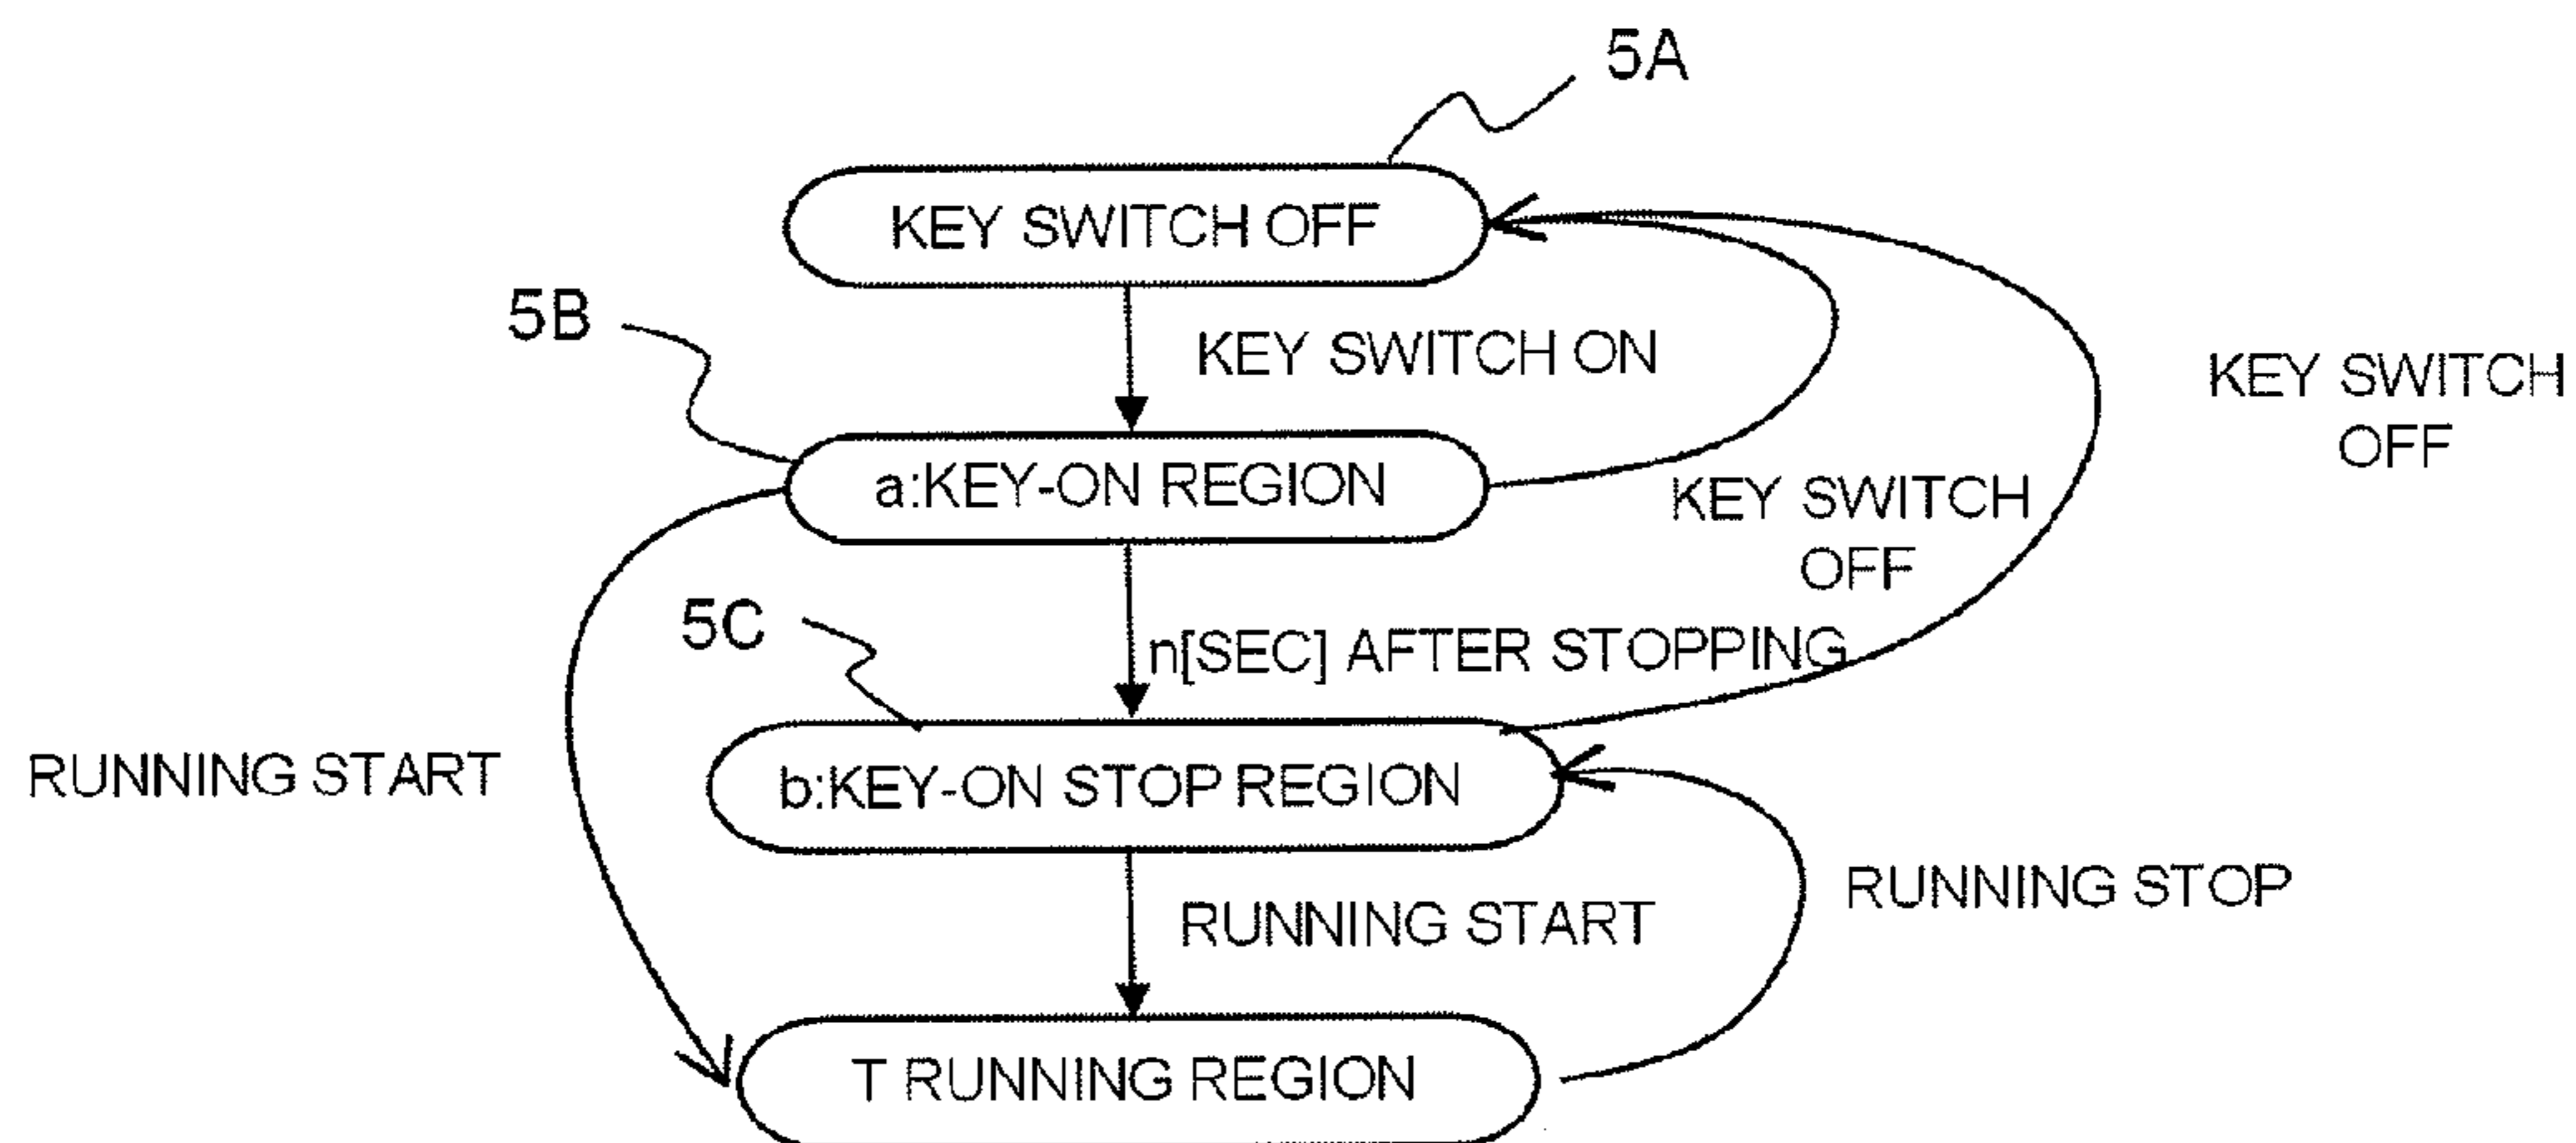 5A
KEY SWITCH OFF
5B
KEY SWITCH ON
KEY SWITCH
OFF
a:KEY-ON REGION
KEY SWITCH
OFF
5C
n[SEC] AFTER STOPPING
RUNNING START
b:KEY-ON STOP REGION
RUNNING STOP
RUNNING START
T RUNNING REGION